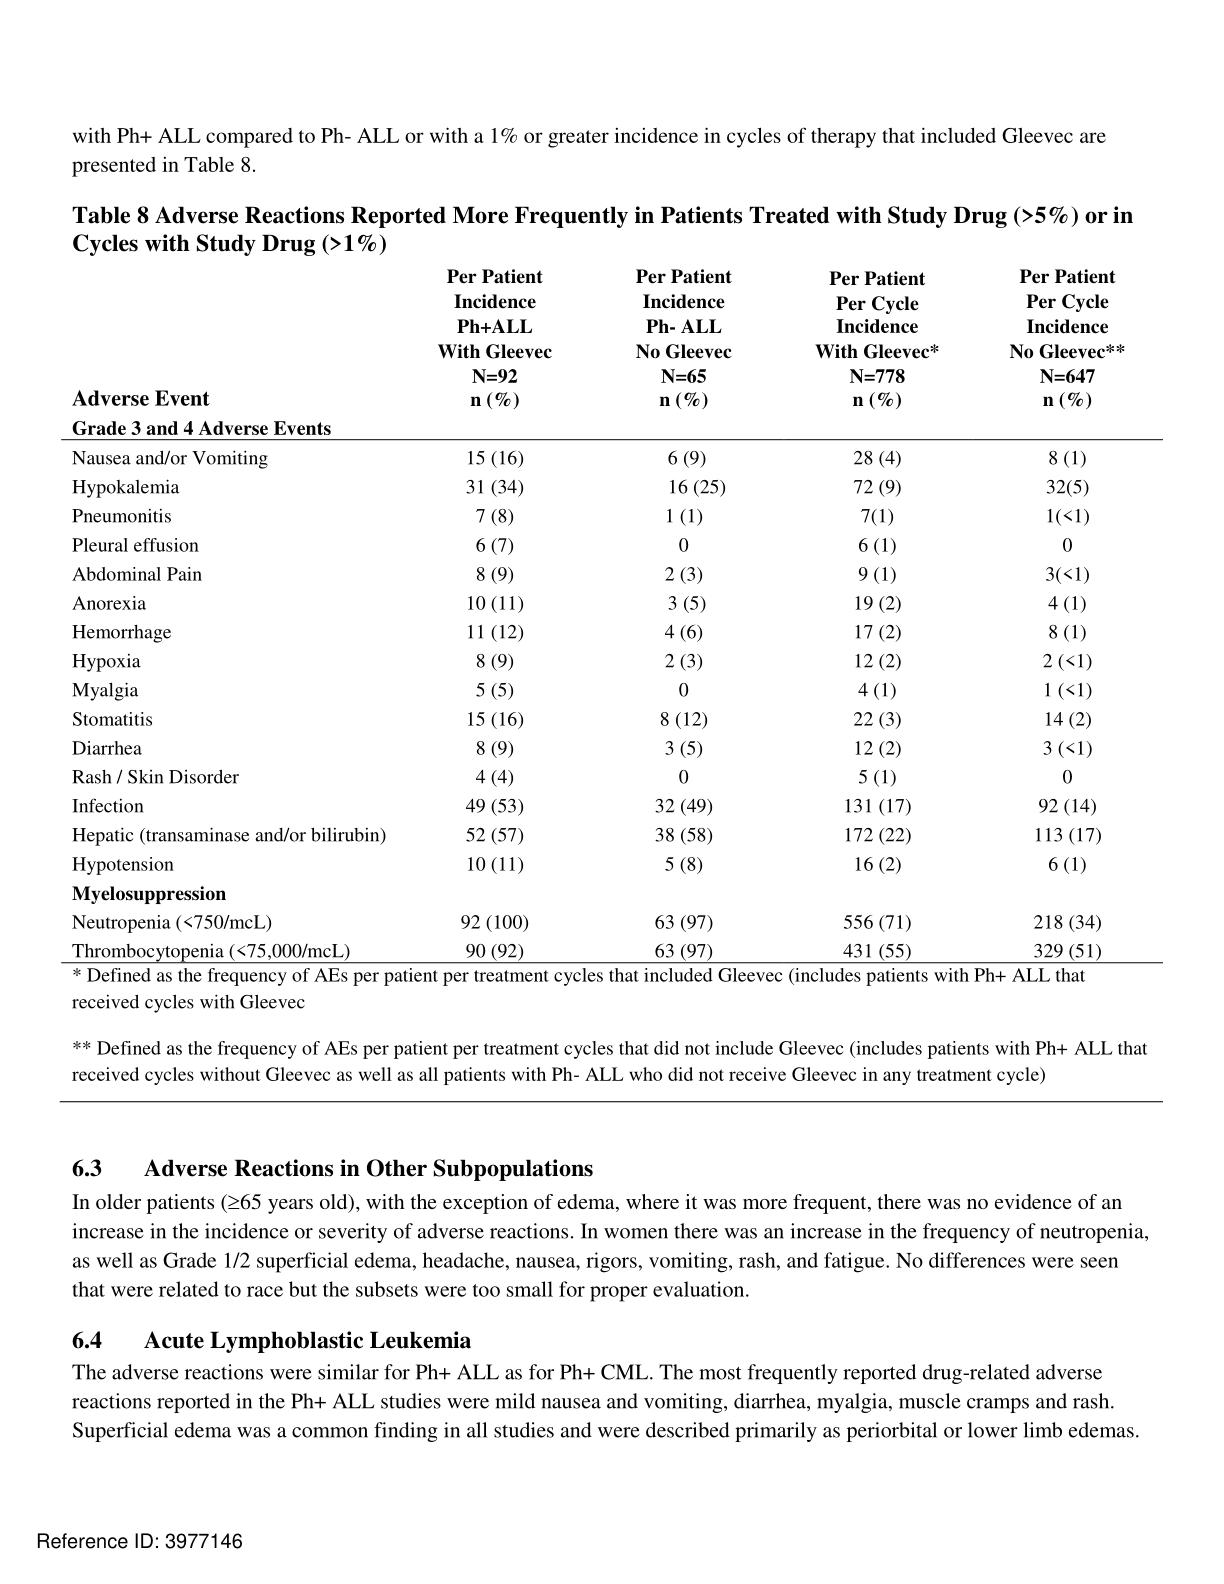 with Ph+ ALL compared to Ph- ALL or with a 1% or greater incidence in cycles of therapy that included Gleevec are
presented in Table 8.
Table 8 Adverse Reactions Reported More Frequently in Patients Treated with Study Drug (>5%) or in
Cycles with Study Drug (>1%)
Adverse Event | Per Patient Incidence Ph+ALL With Gleevec N=92 n (%) | Per Patient Incidence Ph- ALL No Gleevec N=65 n (%) | Per Patient Per Cycle Incidence With Gleevec* N=778 n (%) | Per Patient Per Cycle Incidence No Gleevec** N=647 n (%)
Grade 3 and 4 Adverse Events
Nausea and/or Vomiting 15 (16) 6 (9) 28 (4) 8 (1)
Hypokalemia 31 (34) 16 (25) 72 (9) 32(5)
Pneumonitis 7 (8) 1 (1) 7(1) 1(<1)
Pleural effusion 6 (7) 0 6 (1) 0
Abdominal Pain 8 (9) 2 (3) 9 (1) 3(<1)
Anorexia 10 (11) 3 (5) 19 (2) 4 (1)
Hemorrhage 11 (12) 4 (6) 17 (2) 8 (1)
Hypoxia 8 (9) 2 (3) 12 (2) 2 (<1)
Myalgia 5 (5) 0 4 (1) 1 (<1)
Stomatitis 15 (16) 8 (12) 22 (3) 14 (2)
Diarrhea 8 (9) 3 (5) 12 (2) 3 (<1)
Rash / Skin Disorder 4 (4) 0 5 (1) 0
Infection 49 (53) 32 (49) 131 (17) 92 (14)
Hepatic (transaminase and/or bilirubin) 52 (57) 38 (58) 172 (22) 113 (17)
Hypotension 10 (11) 5 (8) 16 (2) 6 (1)
Myelosuppression
Neutropenia (<750/mcL) 92 (100) 63 (97) 556 (71) 218 (34)
Thrombocytopenia (<75,000/mcL) 90 (92) 63 (97) 431 (55) 329 (51)
* Defined as the frequency of AEs per patient per treatment cycles that included Gleevec (includes patients with Ph+ ALL that
received cycles with Gleevec
** Defined as the frequency of AEs per patient per treatment cycles that did not include Gleevec (includes patients with Ph+ ALL that
received cycles without Gleevec as well as all patients with Ph- ALL who did not receive Gleevec in any treatment cycle)
6.3 Adverse Reactions in Other Subpopulations
In older patients (≥65 years old), with the exception of edema, where it was more frequent, there was no evidence of an
increase in the incidence or severity of adverse reactions. In women there was an increase in the frequency of neutropenia,
as well as Grade 1/2 superficial edema, headache, nausea, rigors, vomiting, rash, and fatigue. No differences were seen
that were related to race but the subsets were too small for proper evaluation.
6.4 Acute Lymphoblastic Leukemia
The adverse reactions were similar for Ph+ ALL as for Ph+ CML. The most frequently reported drug-related adverse
reactions reported in the Ph+ ALL studies were mild nausea and vomiting, diarrhea, myalgia, muscle cramps and rash.
Superficial edema was a common finding in all studies and were described primarily as periorbital or lower limb edemas.
Reference ID: 3977146